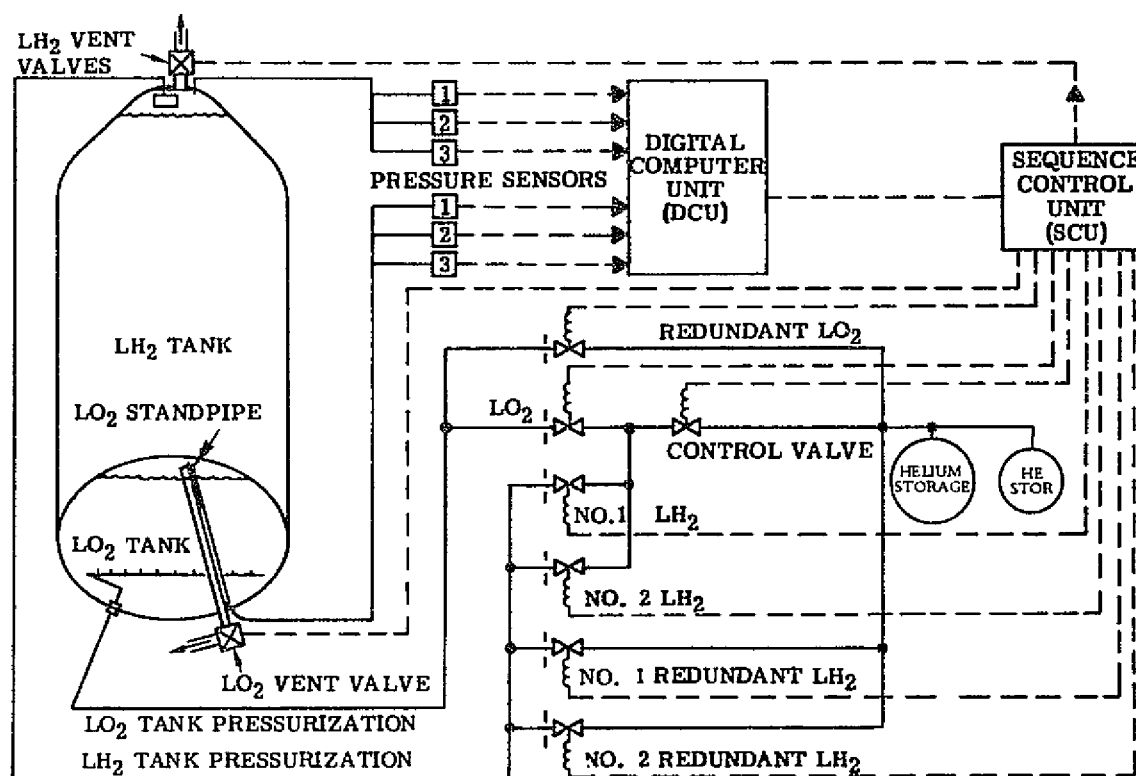 LH₂ VENT
VALVES
1
2
3
PRESSURE SENSORS
1
2
3
DIGITAL
COMPUTER
UNIT
(DCU)
SEQUENCE
CONTROL
UNIT
(SCU)
LH₂ TANK
LO₂ STANDPIPE
LO₂ TANK
LO₂ VENT VALVE
LO₂ TANK PRESSURIZATION
LH₂ TANK PRESSURIZATION
REDUNDANT LO₂
LO₂
CONTROL VALVE
HELIUM
STORAGE
HE
STOR
NO.1 LH₂
NO. 2 LH₂
NO. 1 REDUNDANT LH₂
NO. 2 REDUNDANT LH₂